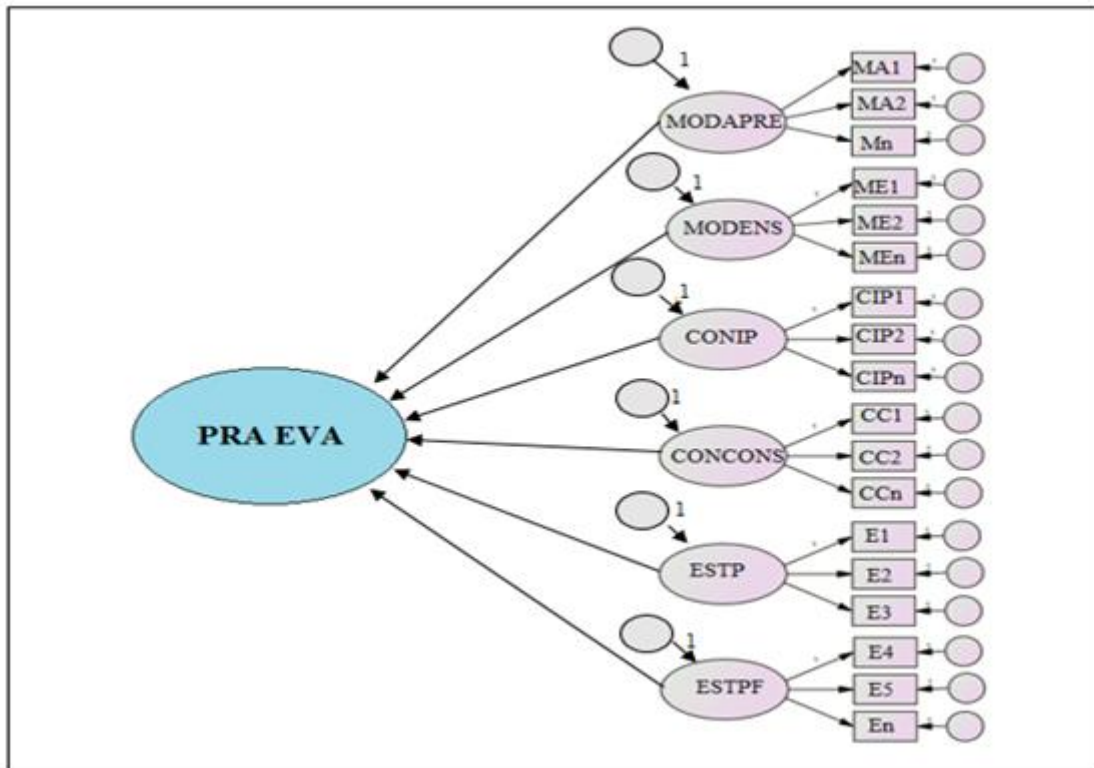 1
MODAPRE
MA1
MA2
Mn
1
MODENS
ME1
ME2
MEn
1
CONIP
CIP1
CIP2
CIPn
PRA EVA
1
CONCONS
CC1
CC2
CCn
1
ESTP
E1
E2
E3
1
ESTPF
E4
E5
En